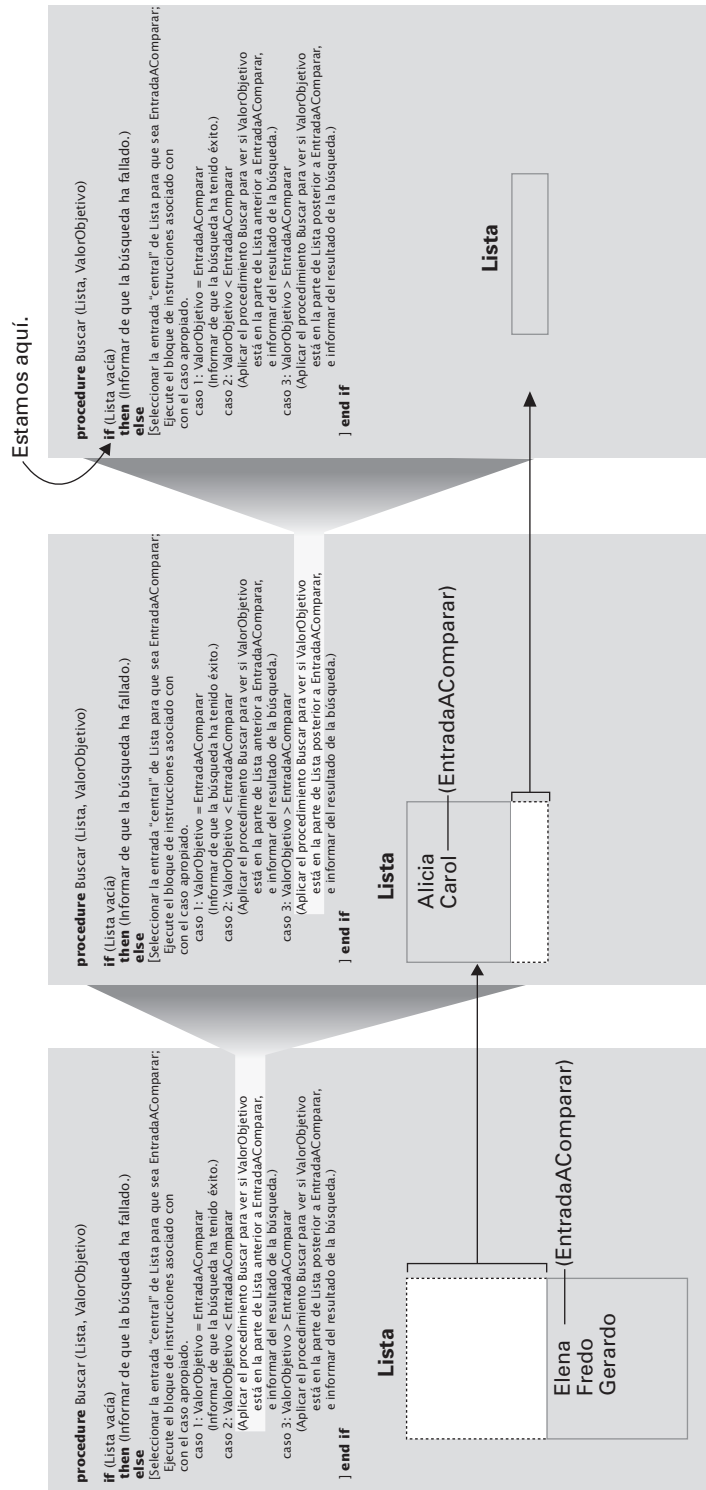 Estamos aquí.
procedure Buscar (Lista, ValorObjetivo)
if (Lista vacía)
then (Informar de que la búsqueda ha fallado.)
else
[Seleccionar la entrada "central" de Lista para que sea EntradaAComparar;
Ejecute el bloque de instrucciones asociado con
con el caso apropiado.
caso 1: ValorObjetivo = EntradaAComparar
(Informar de que la búsqueda ha tenido éxito.)
caso 2: ValorObjetivo < EntradaAComparar
(Aplicar el procedimiento Buscar para ver si ValorObjetivo
está en la parte de Lista anterior a EntradaAComparar,
e informar del resultado de la búsqueda.)
caso 3: ValorObjetivo > EntradaAComparar
(Aplicar el procedimiento Buscar para ver si ValorObjetivo
está en la parte de Lista posterior a EntradaAComparar,
e informar del resultado de la búsqueda.)
] end if
Lista
Elena
Fredo
Gerardo
(EntradaAComparar)
procedure Buscar (Lista, ValorObjetivo)
if (Lista vacía)
then (Informar de que la búsqueda ha fallado.)
else
[Seleccionar la entrada "central" de Lista para que sea EntradaAComparar;
Ejecute el bloque de instrucciones asociado con
con el caso apropiado.
caso 1: ValorObjetivo = EntradaAComparar
(Informar de que la búsqueda ha tenido éxito.)
caso 2: ValorObjetivo < EntradaAComparar
(Aplicar el procedimiento Buscar para ver si ValorObjetivo
está en la parte de Lista anterior a EntradaAComparar,
e informar del resultado de la búsqueda.)
caso 3: ValorObjetivo > EntradaAComparar
(Aplicar el procedimiento Buscar para ver si ValorObjetivo
está en la parte de Lista posterior a EntradaAComparar,
e informar del resultado de la búsqueda.)
] end if
Lista
Alicia
Carol
(EntradaAComparar)
procedure Buscar (Lista, ValorObjetivo)
if (Lista vacía)
then (Informar de que la búsqueda ha fallado.)
else
[Seleccionar la entrada "central" de Lista para que sea EntradaAComparar;
Ejecute el bloque de instrucciones asociado con
con el caso apropiado.
caso 1: ValorObjetivo = EntradaAComparar
(Informar de que la búsqueda ha tenido éxito.)
caso 2: ValorObjetivo < EntradaAComparar
(Aplicar el procedimiento Buscar para ver si ValorObjetivo
está en la parte de Lista anterior a EntradaAComparar,
e informar del resultado de la búsqueda.)
caso 3: ValorObjetivo > EntradaAComparar
(Aplicar el procedimiento Buscar para ver si ValorObjetivo
está en la parte de Lista posterior a EntradaAComparar,
e informar del resultado de la búsqueda.)
] end if
Lista